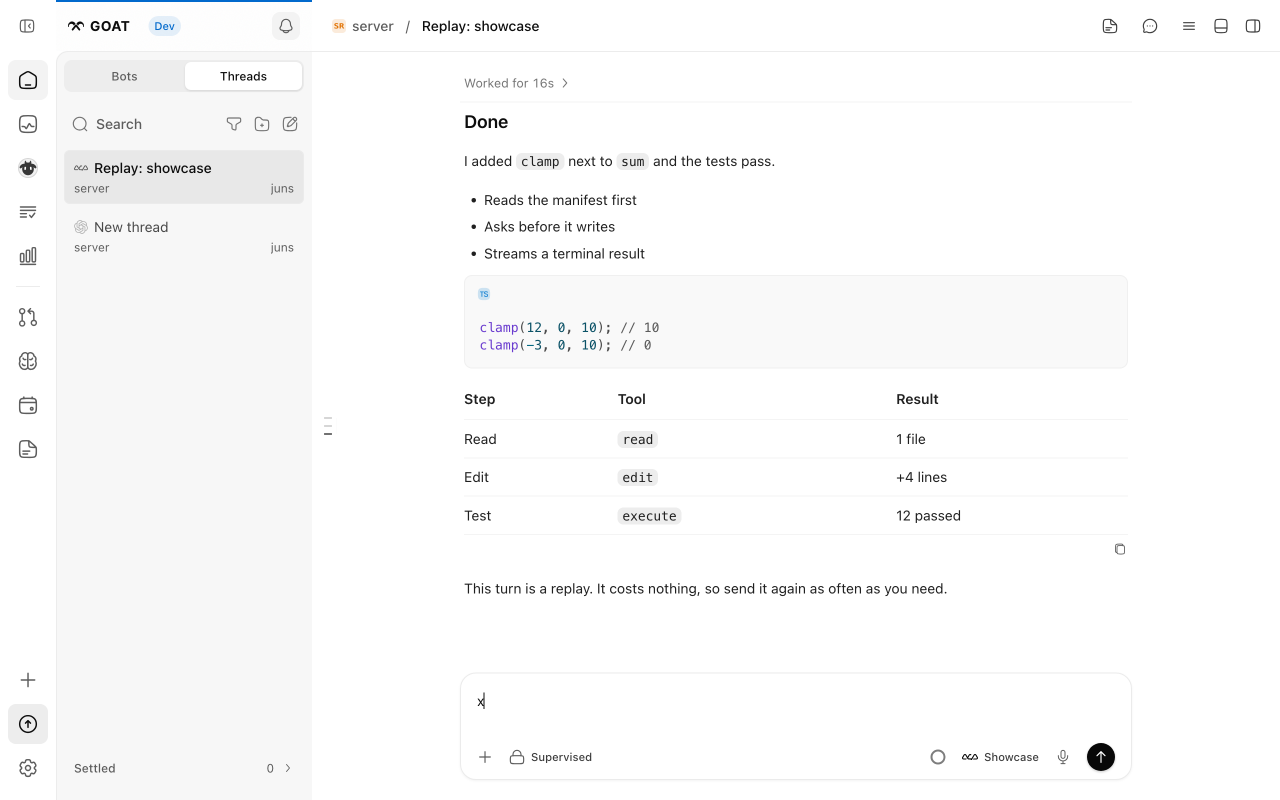 GOAT
Dev
SR server / Replay: showcase
Bots
Threads
Search
Replay: showcase
server juns
New thread
server juns
Settled 0
Worked for 16s
Done
I added clamp next to sum and the tests pass.
Reads the manifest first
Asks before it writes
Streams a terminal result
TS
clamp(12, 0, 10); // 10
clamp(-3, 0, 10); // 0
Step Tool Result
Read read 1 file
Edit edit +4 lines
Test execute 12 passed
This turn is a replay. It costs nothing, so send it again as often as you need.
x
Supervised
Showcase